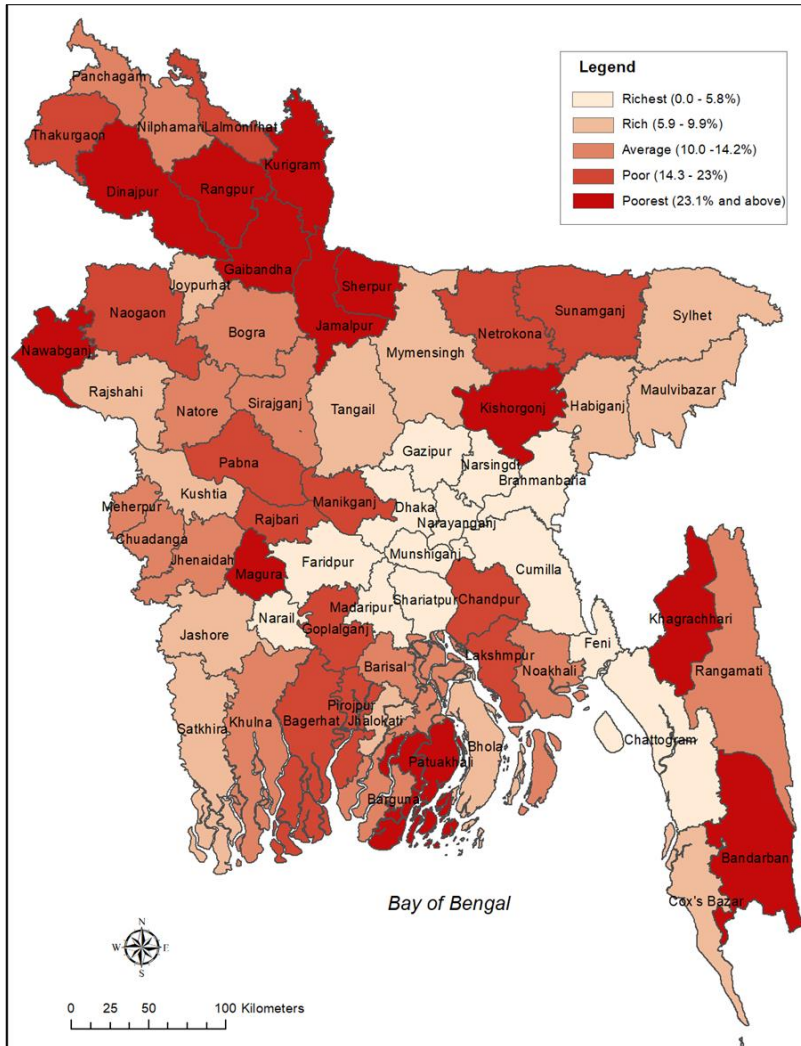 Legend
Richest (0.0 - 5.8%)
Rich (5.9 - 9.9%)
Average (10.0 -14.2%)
Poor (14.3 - 23%)
Poorest (23.1% and above)
Panchagam
Thakurgaon
Nilphamari
Lalmonirhat
Kurigram
Dinajpur
Rangpur
Gaibandha
Joypurhat
Sherpur
Jamalpur
Naogaon
Bogra
Nawabganj
Netrokona
Sunamganj
Sylhet
Mymensingh
Rajshahi
Natore
Sirajganj
Tangail
Kishorgonj
Habiganj
Maulvibazar
Gazipur
Narsingdi
Brahmanbaria
Pabna
Kushtia
Manikganj
Dhaka
Narayanganj
Meherpur
Rajbari
Chuadanga
Jhenaidah
Magura
Faridpur
Munshiganj
Cumilla
Narail
Madaripur
Shariatpur
Chandpur
Khagrachhari
Jashore
Goplalganj
Feni
Rangamati
Barisal
Lakshmpur
Noakhali
Satkhira
Khulna
Bagerhat
Pirojpur
Jhalokati
Bhola
Chattogram
Patuakhali
Barguna
Bandarban
Cox's Bazar
Bay of Bengal
N
W E
S
0 25 50 100 Kilometers